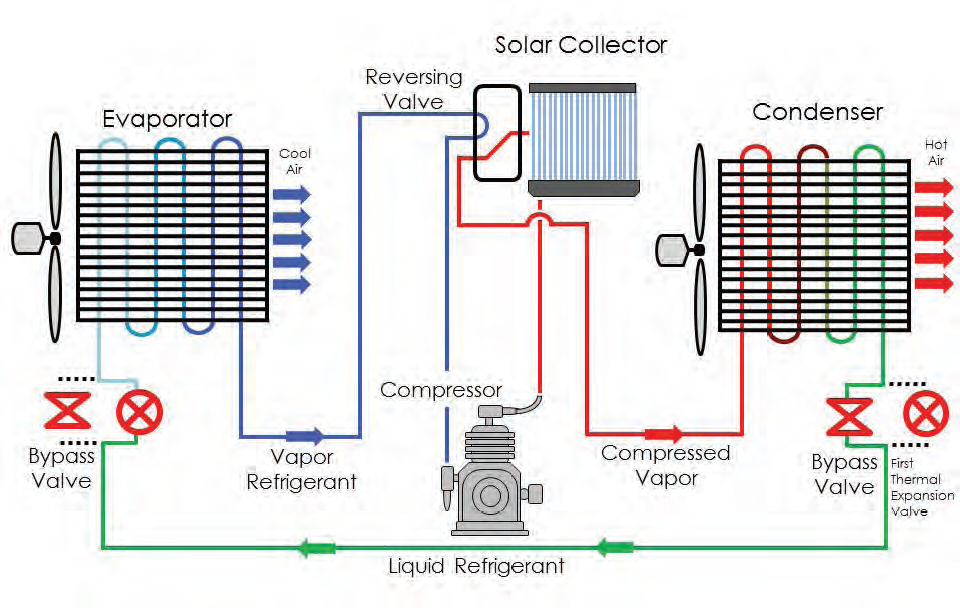 Solar Collector
Reversing
Valve
Evaporator
Condenser
Cool
Air
Hot
Air
Compressor
Bypass
Valve
Vapor
Refrigerant
Compressed
Vapor
Bypass
Valve
First
Thermal
Expansion
Valve
Liquid Refrigerant